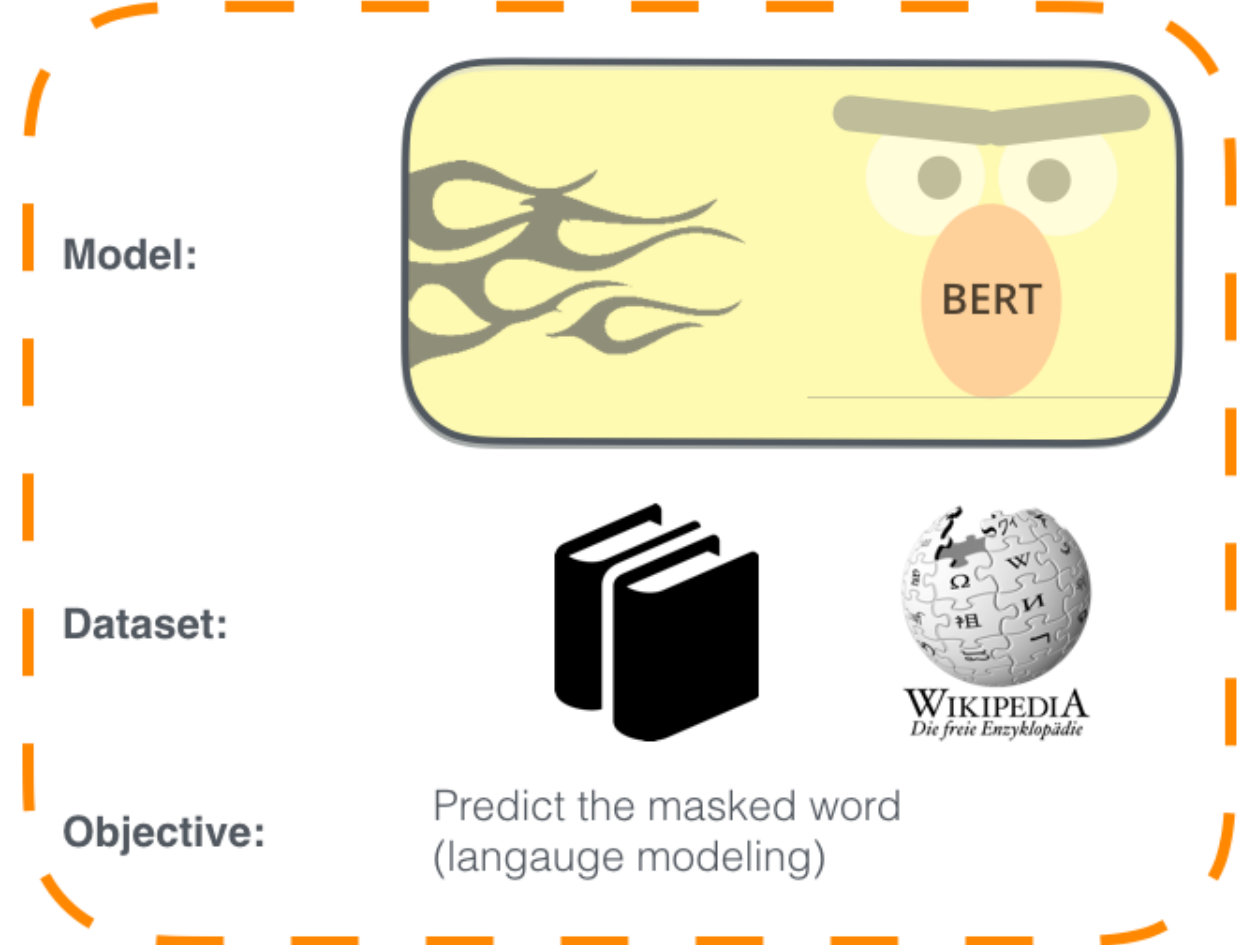 Model:
BERT
Dataset:
WIKIPEDIA
Die freie Enzyklopädie
Objective:
Predict the masked word
(langauge modeling)